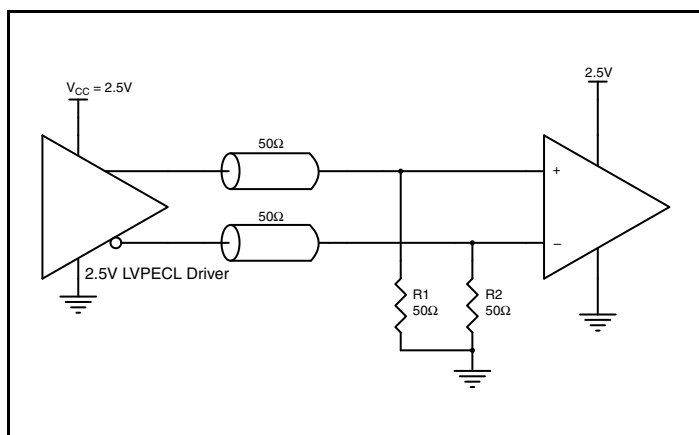 V_CC = 2.5V
2.5V
50Ω
+
50Ω
−
2.5V LVPECL Driver
R1
50Ω
R2
50Ω